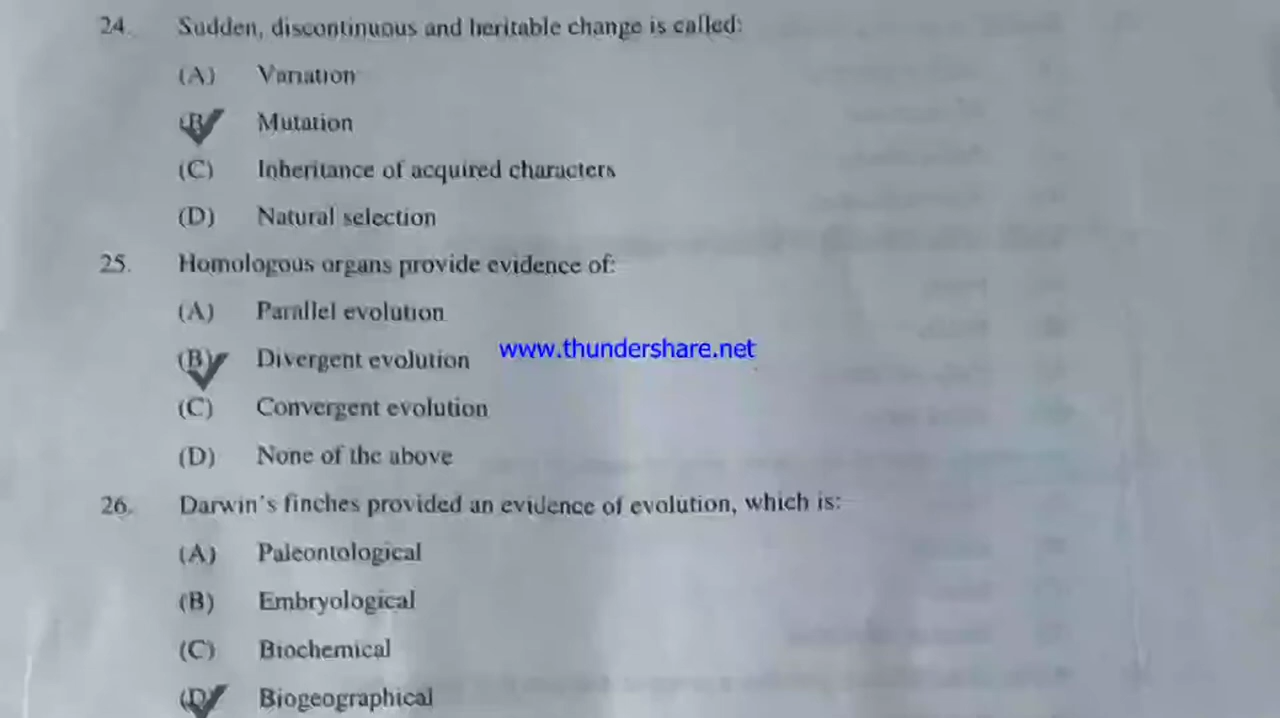 24. Sudden, discontinuous and heritable change is called:
(A) Variation
(B) Mutation
(C) Inheritance of acquired characters
(D) Natural selection
25. Homologous organs provide evidence of:
(A) Parallel evolution
(B) Divergent evolution
www.thundershare.net
(C) Convergent evolution
(D) None of the above
26. Darwin's finches provided an evidence of evolution, which is:
(A) Paleontological
(B) Embryological
(C) Biochemical
(D) Biogeographical